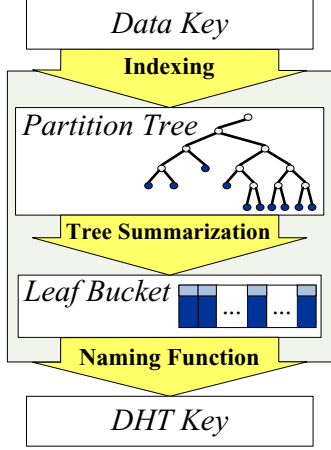 Data Key
Indexing
Partition Tree
Tree Summarization
Leaf Bucket
... ...
Naming Function
DHT Key